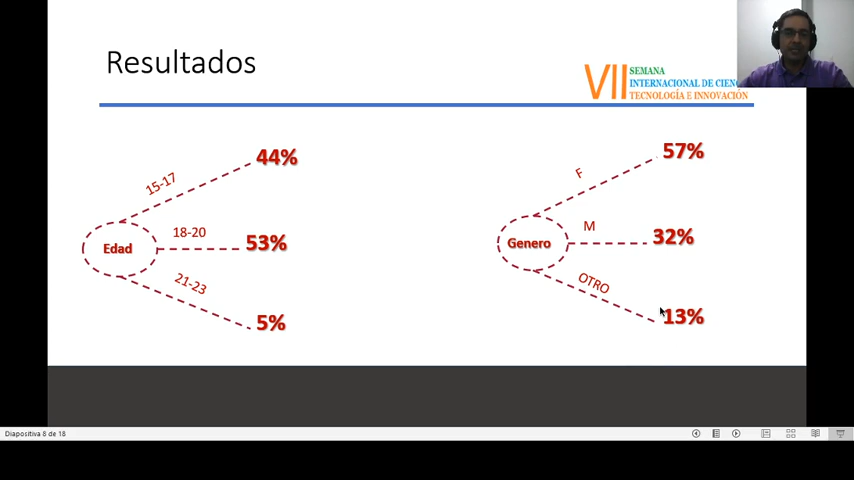 Resultados
VII
SEMANA
INTERNACIONAL DE CIENC
TECNOLOGÍA E INNOVACIÓN
15-17
44%
Edad
18-20
53%
21-23
5%
F
57%
Genero
M
32%
OTRO
13%
Diapositiva 8 de 18